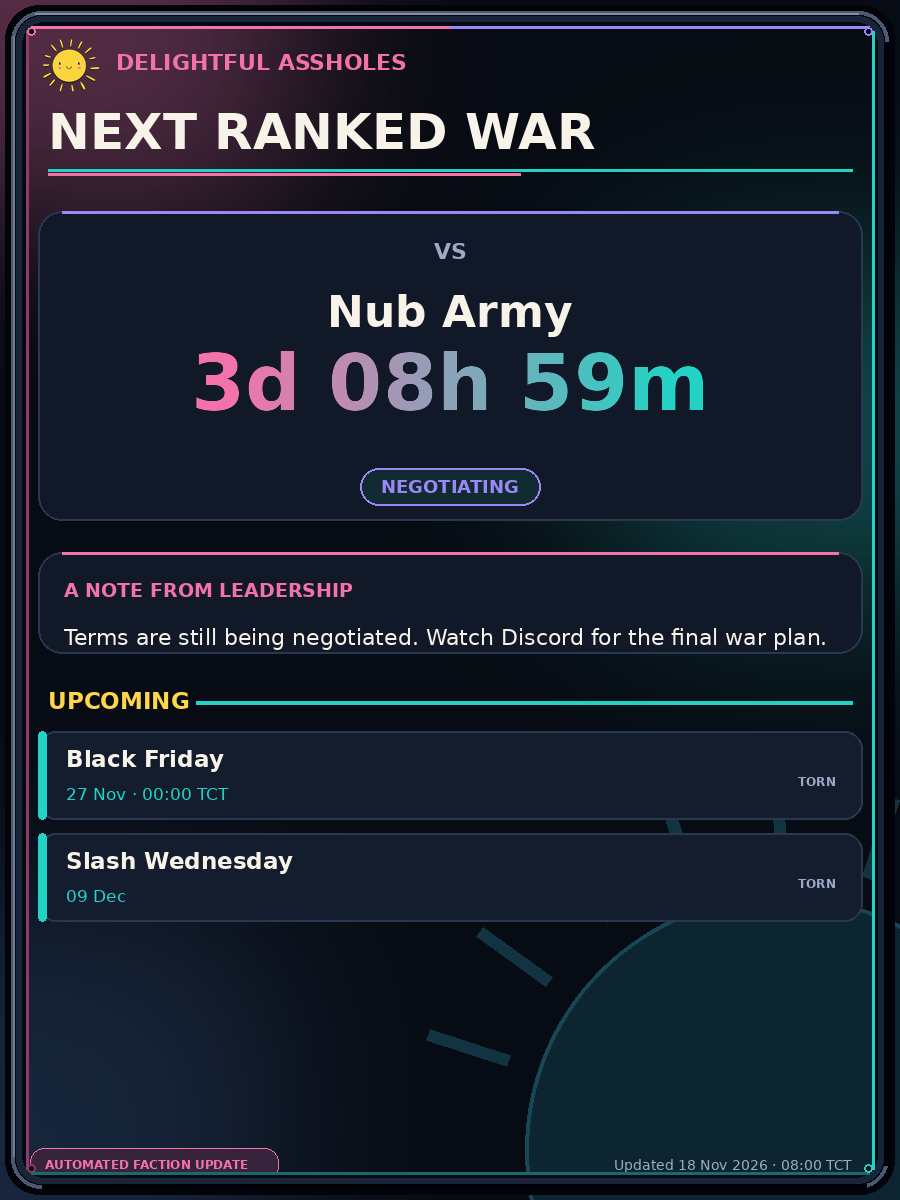 DELIGHTFUL ASSHOLES
NEXT RANKED WAR
VS
Nub Army
3d 08h 59m
NEGOTIATING
A NOTE FROM LEADERSHIP
Terms are still being negotiated. Watch Discord for the final war plan.
UPCOMING
Black Friday
27 Nov · 00:00 TCT
TORN
Slash Wednesday
09 Dec
TORN
AUTOMATED FACTION UPDATE
Updated 18 Nov 2026 · 08:00 TCT